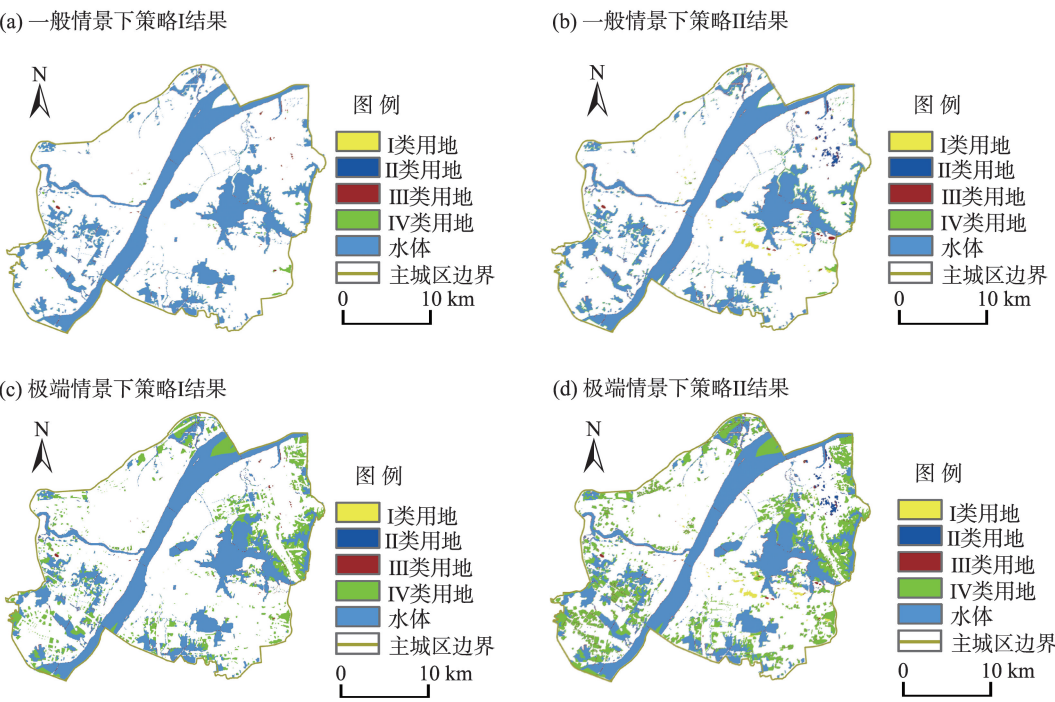 (a) 一般情景下策略I结果
N
图 例
I类用地
II类用地
III类用地
IV类用地
水体
主城区边界
0 10 km
(b) 一般情景下策略II结果
N
图 例
I类用地
II类用地
III类用地
IV类用地
水体
主城区边界
0 10 km
(c) 极端情景下策略I结果
N
图 例
I类用地
II类用地
III类用地
IV类用地
水体
主城区边界
0 10 km
(d) 极端情景下策略II结果
N
图 例
I类用地
II类用地
III类用地
IV类用地
水体
主城区边界
0 10 km